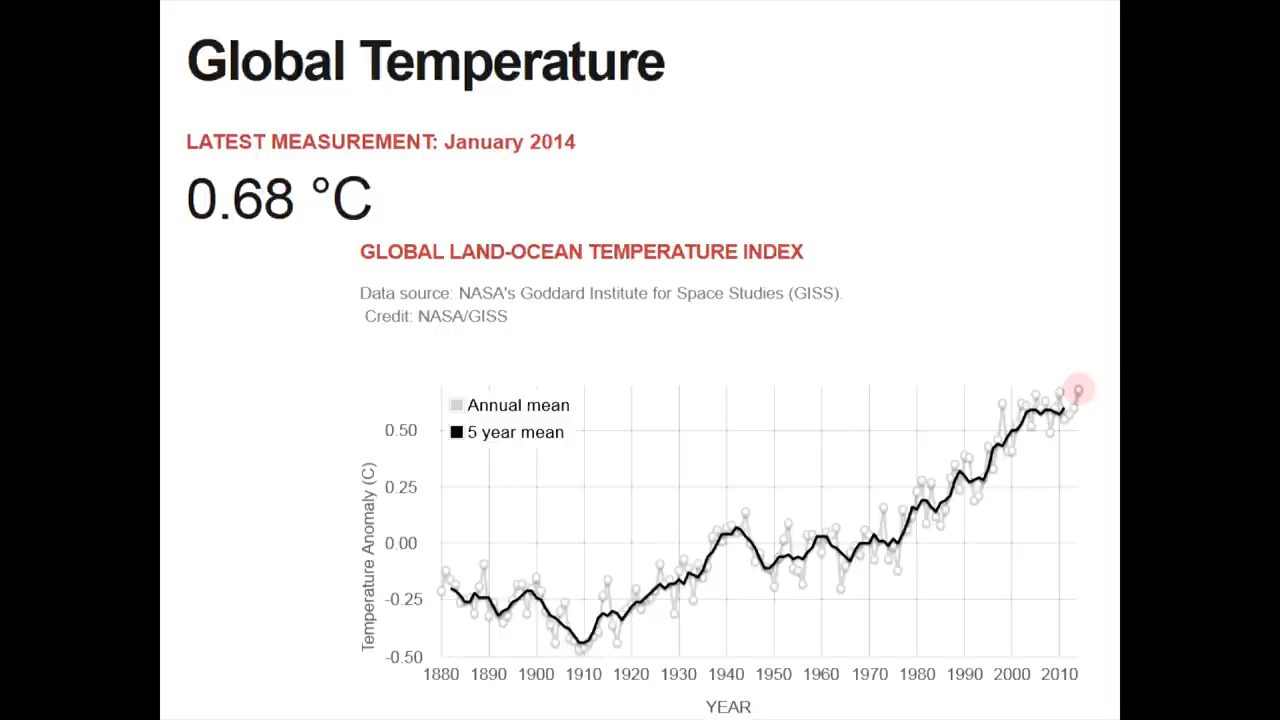 Global Temperature
LATEST MEASUREMENT: January 2014
0.68 °C
GLOBAL LAND-OCEAN TEMPERATURE INDEX
Data source: NASA's Goddard Institute for Space Studies (GISS).
Credit: NASA/GISS
Annual mean
5 year mean
Temperature Anomaly (C)
0.50
0.25
0.00
-0.25
-0.50
1880 1890 1900 1910 1920 1930 1940 1950 1960 1970 1980 1990 2000 2010
YEAR